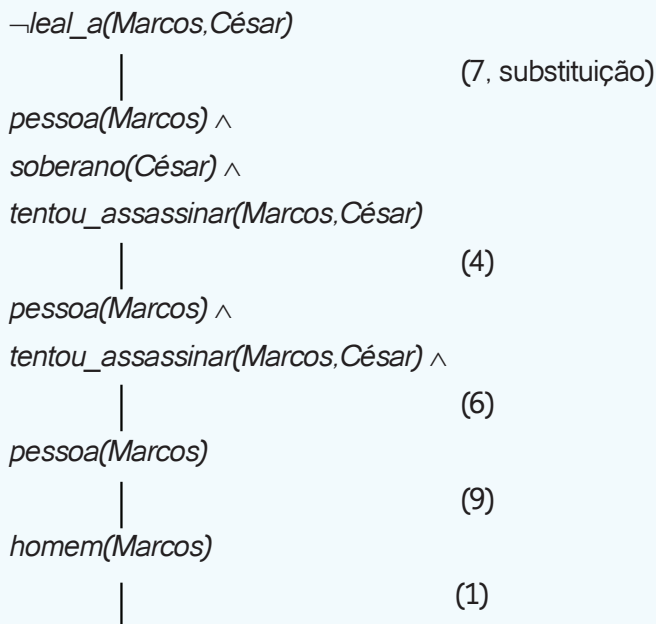 ¬leal_a(Marcos,César)
(7, substituição)
pessoa(Marcos) ∧
soberano(César) ∧
tentou_assassinar(Marcos,César)
(4)
pessoa(Marcos) ∧
tentou_assassinar(Marcos,César) ∧
(6)
pessoa(Marcos)
(9)
homem(Marcos)
(1)